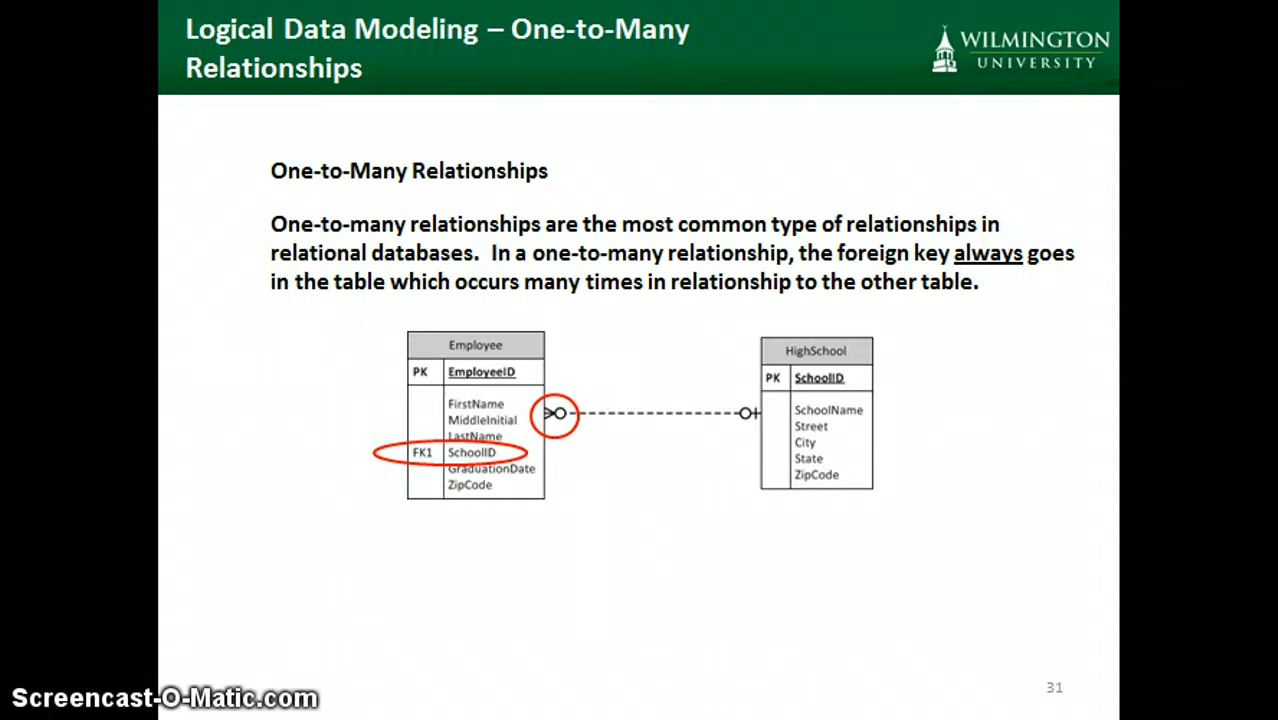 Logical Data Modeling – One-to-Many
Relationships
WILMINGTON
UNIVERSITY
One-to-Many Relationships
One-to-many relationships are the most common type of relationships in
relational databases. In a one-to-many relationship, the foreign key always goes
in the table which occurs many times in relationship to the other table.
Employee
PK EmployeeID
FirstName
MiddleInitial
LastName
FK1 SchoolID
GraduationDate
ZipCode
HighSchool
PK SchoolID
SchoolName
Street
City
State
ZipCode
31
Screencast-O-Matic.com